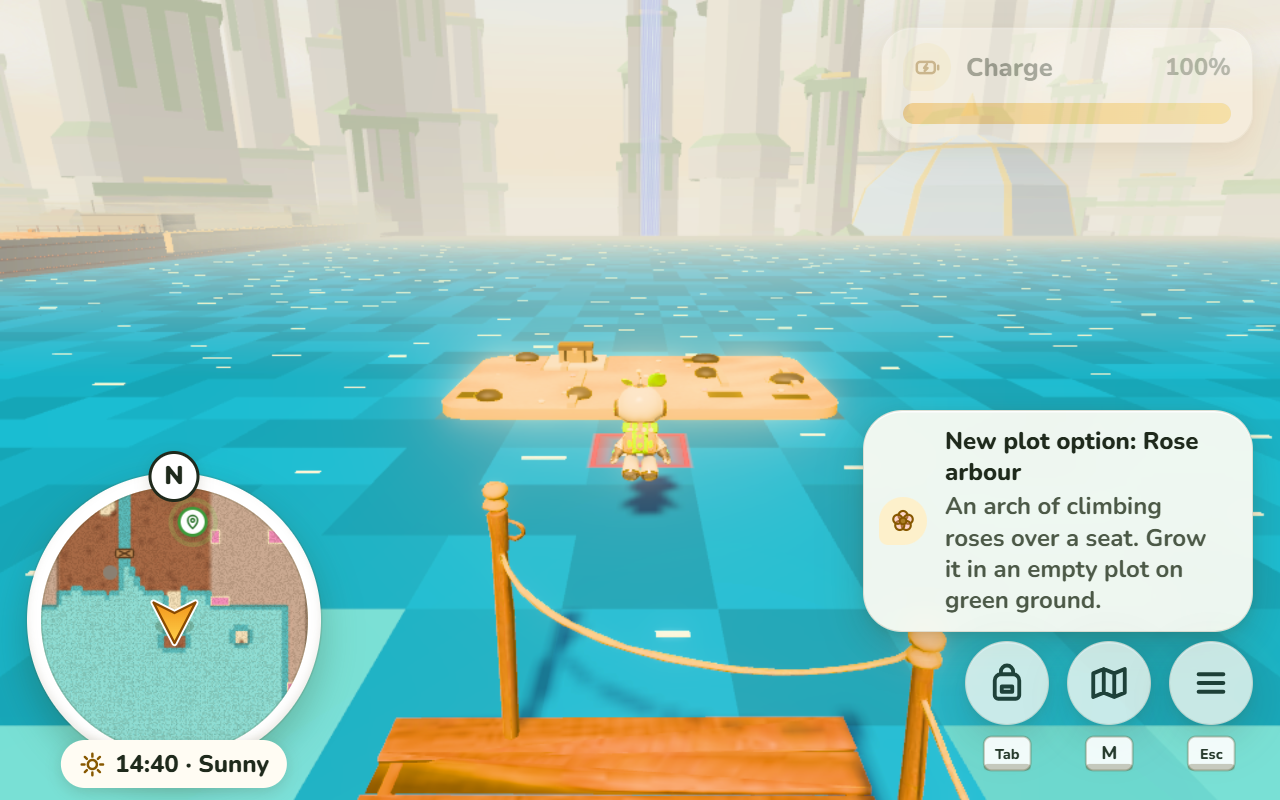 Charge 100%
New plot option: Rose
arbour
An arch of climbing
roses over a seat. Grow
it in an empty plot on
green ground.
N
14:40 · Sunny
Tab
M
Esc